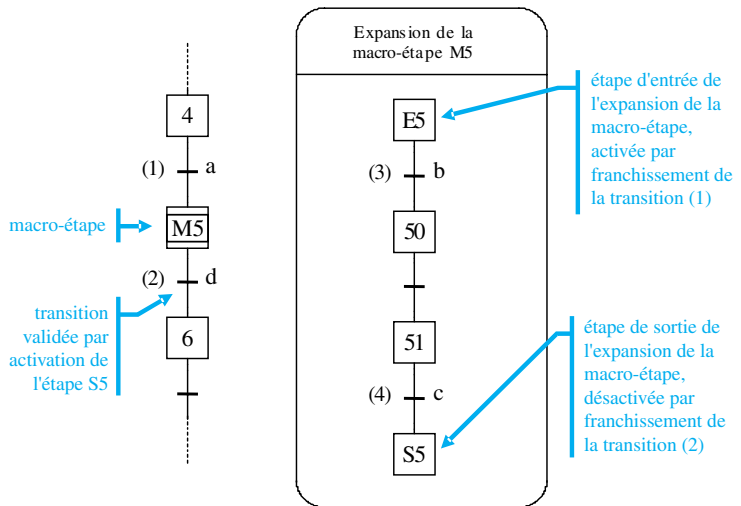 4
(1) a
macro-étape
M5
(2) d
transition
validée par
activation de
l'étape S5
6
Expansion de la
macro-étape M5
E5
(3) b
50
51
(4) c
S5
étape d'entrée de
l'expansion de la
macro-étape,
activée par
franchissement de
la transition (1)
étape de sortie de
l'expansion de la
macro-étape,
désactivée par
franchissement de
la transition (2)